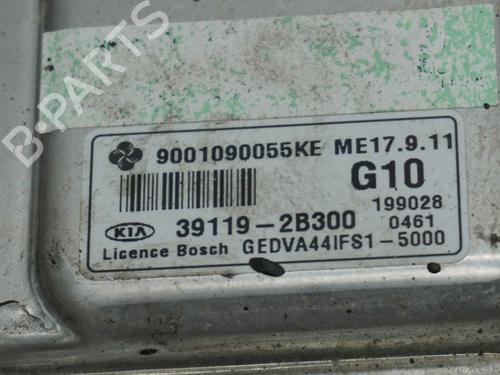 B-PARTS
9001090055KE ME17.9.11
G10
199028
KIA 39119-2B300 0461
Licence Bosch GEDVA44IFS1-5000